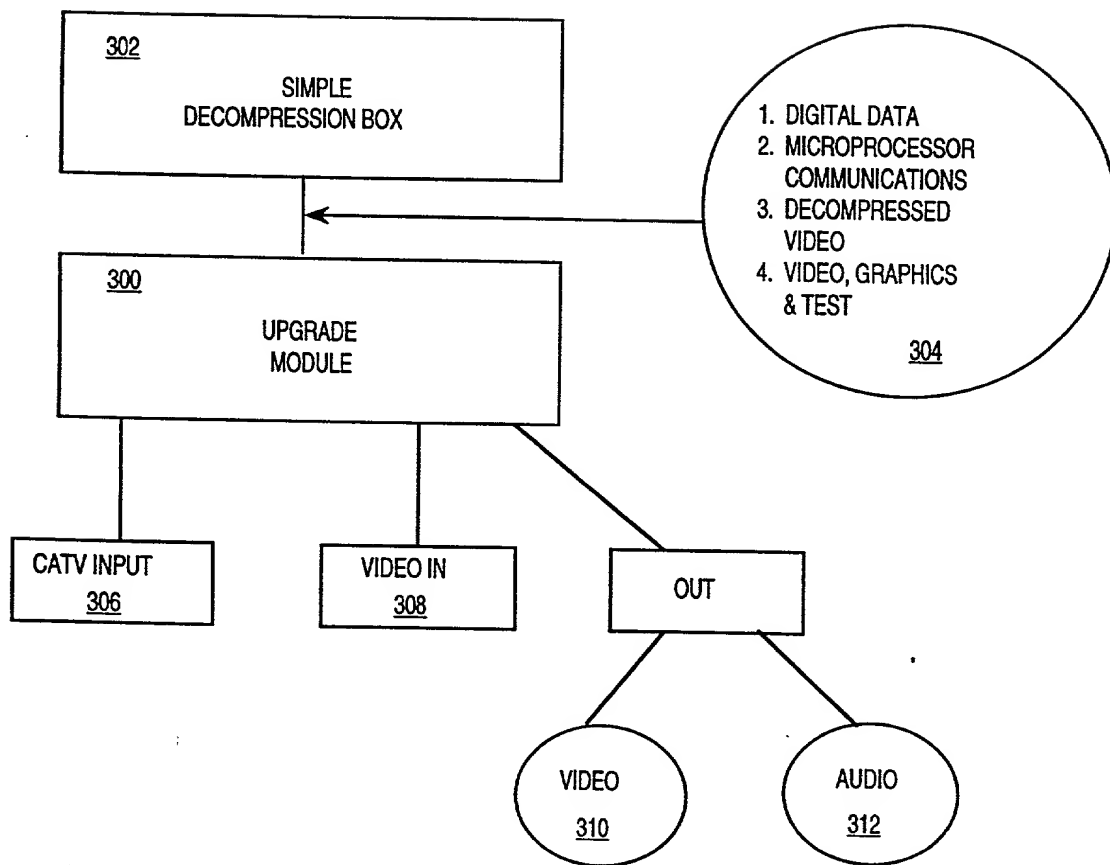 302
SIMPLE
DECOMPRESSION BOX
1. DIGITAL DATA
2. MICROPROCESSOR
COMMUNICATIONS
3. DECOMPRESSED
VIDEO
4. VIDEO, GRAPHICS
& TEST
304
300
UPGRADE
MODULE
CATV INPUT
306
VIDEO IN
308
OUT
VIDEO
310
AUDIO
312